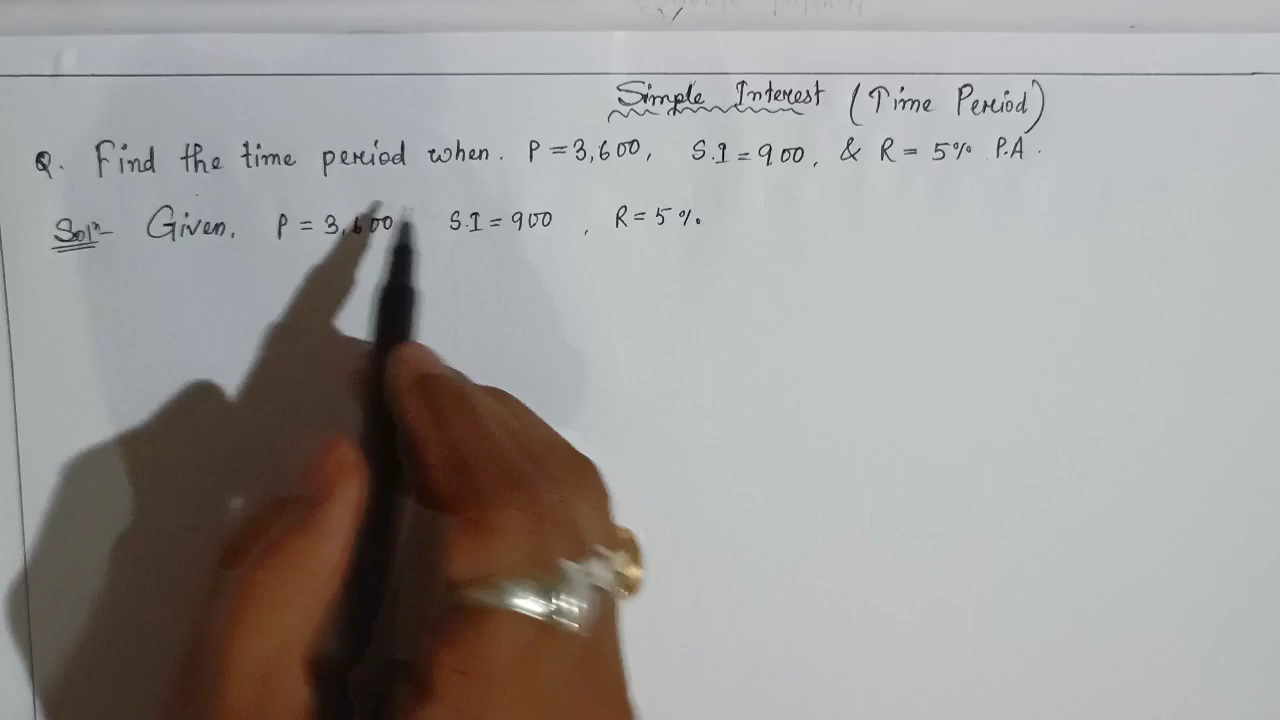 Simple Interest (Time Period)
Q. Find the time period when. P = 3,600, S.I = 900, & R = 5% P.A.
Solⁿ- Given, P = 3,600 S.I = 900 , R = 5%.